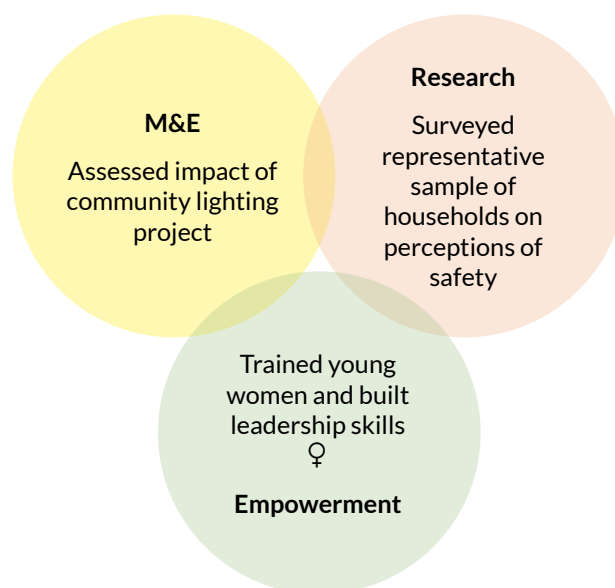 M&E
Assessed impact of
community lighting
project
Research
Surveyed
representative
sample of
households on
perceptions of
safety
Trained young
women and built
leadership skills
♀
Empowerment